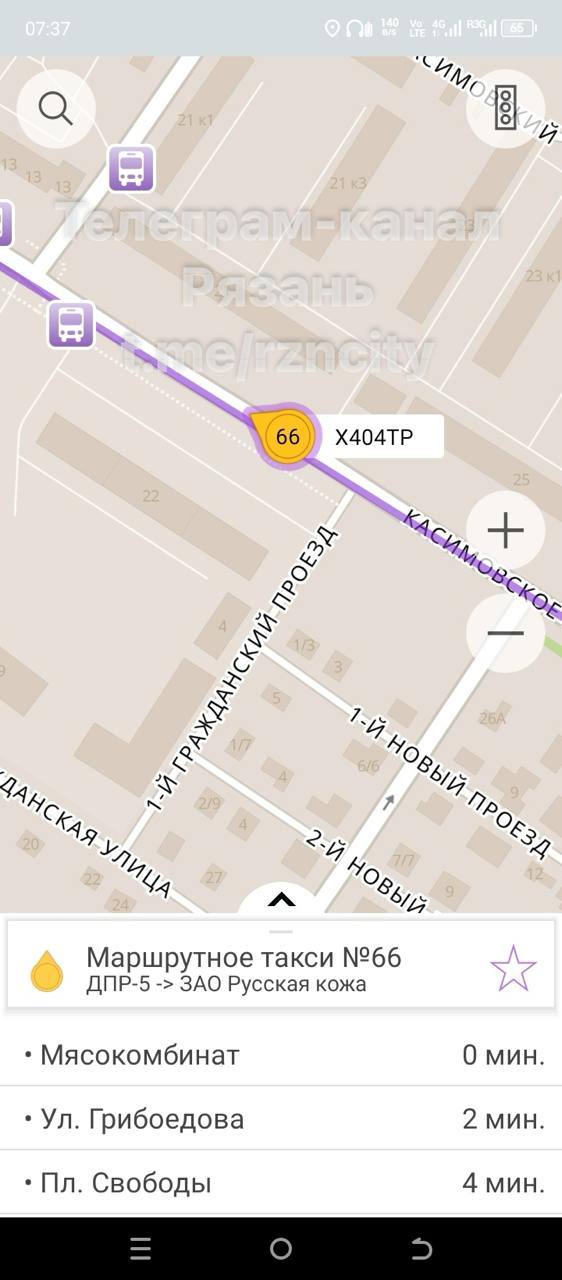 07:37
140 B/S Vo LTE 4G R3G 65
КАСИМОВСКИЙ
21 к1
13
13
13
21 к3
Телеграм-канал
23 к1
Рязань
t.me/rzncity
66
Х404ТР
25
22
КАСИМОВСКОЕ
1-Й ГРАЖДАНСКИЙ ПРОЕЗД
4
1/3
3
5
26А
1-Й НОВЫЙ ПРОЕЗД
1/7
6/6
4
9
2/9
4
ЖДАНСКАЯ УЛИЦА
20
2-Й НОВЫЙ
7/7
12
22
27
9
24
Маршрутное такси №66
ДПР-5 -> ЗАО Русская кожа
• Мясокомбинат 0 мин.
• Ул. Грибоедова 2 мин.
• Пл. Свободы 4 мин.